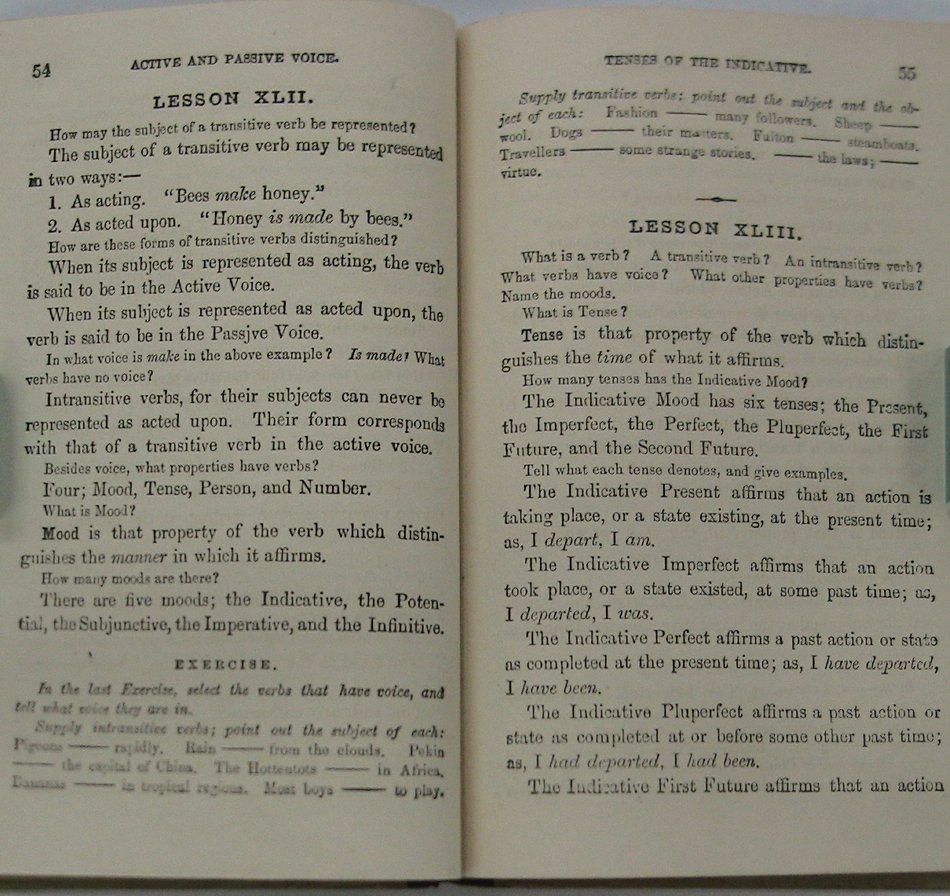 54
ACTIVE AND PASSIVE VOICE.
LESSON XLII.
How may the subject of a transitive verb be represented?
The subject of a transitive verb may be represented
in two ways:—
1. As acting. "Bees make honey."
2. As acted upon. "Honey is made by bees."
How are these forms of transitive verbs distinguished?
When its subject is represented as acting, the verb
is said to be in the Active Voice.
When its subject is represented as acted upon, the
verb is said to be in the Passive Voice.
In what voice is make in the above example? Is made? What
verbs have no voice?
Intransitive verbs, for their subjects can never be
represented as acted upon. Their form corresponds
with that of a transitive verb in the active voice.
Besides voice, what properties have verbs?
Four; Mood, Tense, Person, and Number.
What is Mood?
Mood is that property of the verb which distin-
guishes the manner in which it affirms.
How many moods are there?
There are five moods; the Indicative, the Poten-
tial, the Subjunctive, the Imperative, and the Infinitive.
EXERCISE.
In the last Exercise, select the verbs that have voice, and
tell what voice they are in.
Supply intransitive verbs; point out the subject of each:
Pigeons —— rapidly. Rain —— from the clouds. Pekin
—— the capital of China. The Hottentots —— in Africa.
Bananas —— in tropical regions. Most boys —— to play.
TENSES OF THE INDICATIVE.
55
Supply transitive verbs; point out the subject and the ob-
ject of each: Fashion —— many followers. Sheep ——
wool. Dogs —— their masters. Fulton —— steamboats.
Travellers —— some strange stories. —— the laws; ——
virtue.
LESSON XLIII.
What is a verb? A transitive verb? An intransitive verb?
What verbs have voice? What other properties have verbs?
Name the moods.
What is Tense?
Tense is that property of the verb which distin-
guishes the time of what it affirms.
How many tenses has the Indicative Mood?
The Indicative Mood has six tenses; the Present,
the Imperfect, the Perfect, the Pluperfect, the First
Future, and the Second Future.
Tell what each tense denotes, and give examples.
The Indicative Present affirms that an action is
taking place, or a state existing, at the present time;
as, I depart, I am.
The Indicative Imperfect affirms that an action
took place, or a state existed, at some past time; as,
I departed, I was.
The Indicative Perfect affirms a past action or state
as completed at the present time; as, I have departed,
I have been.
The Indicative Pluperfect affirms a past action or
state as completed at or before some other past time;
as, I had departed, I had been.
The Indicative First Future affirms that an action